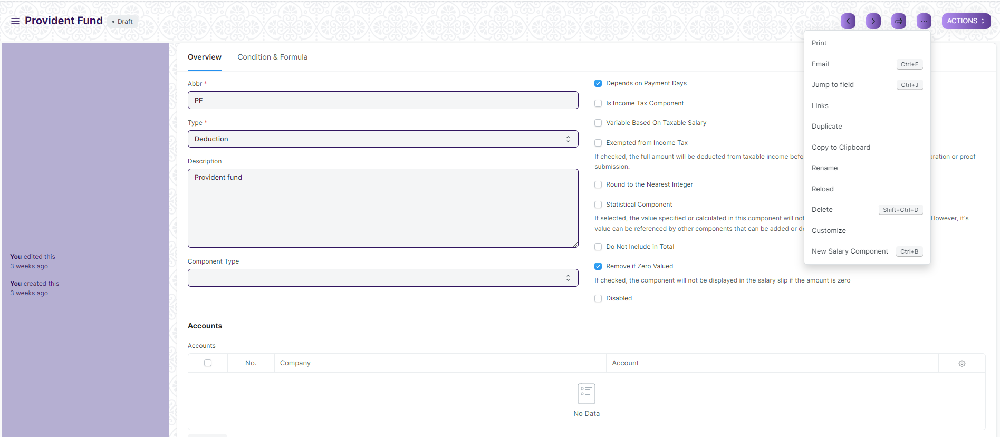 Provident Fund
• Draft
ACTIONS
Print
Email Ctrl+E
Jump to field Ctrl+J
Links
Duplicate
Copy to Clipboard
Rename
Reload
Delete Shift+Ctrl+D
Customize
New Salary Component Ctrl+B
You edited this
3 weeks ago
You created this
3 weeks ago
Overview Condition & Formula
Abbr *
PF
Type *
Deduction
Description
Provident fund
Component Type
Depends on Payment Days
Is Income Tax Component
Variable Based On Taxable Salary
Exempted from Income Tax
If checked, the full amount will be deducted from taxable income befo aration or proof
submission.
Round to the Nearest Integer
Statistical Component
If selected, the value specified or calculated in this component will not However, it's
value can be referenced by other components that can be added or de
Do Not Include in Total
Remove if Zero Valued
If checked, the component will not be displayed in the salary slip if the amount is zero
Disabled
Accounts
Accounts
No. Company Account
No Data